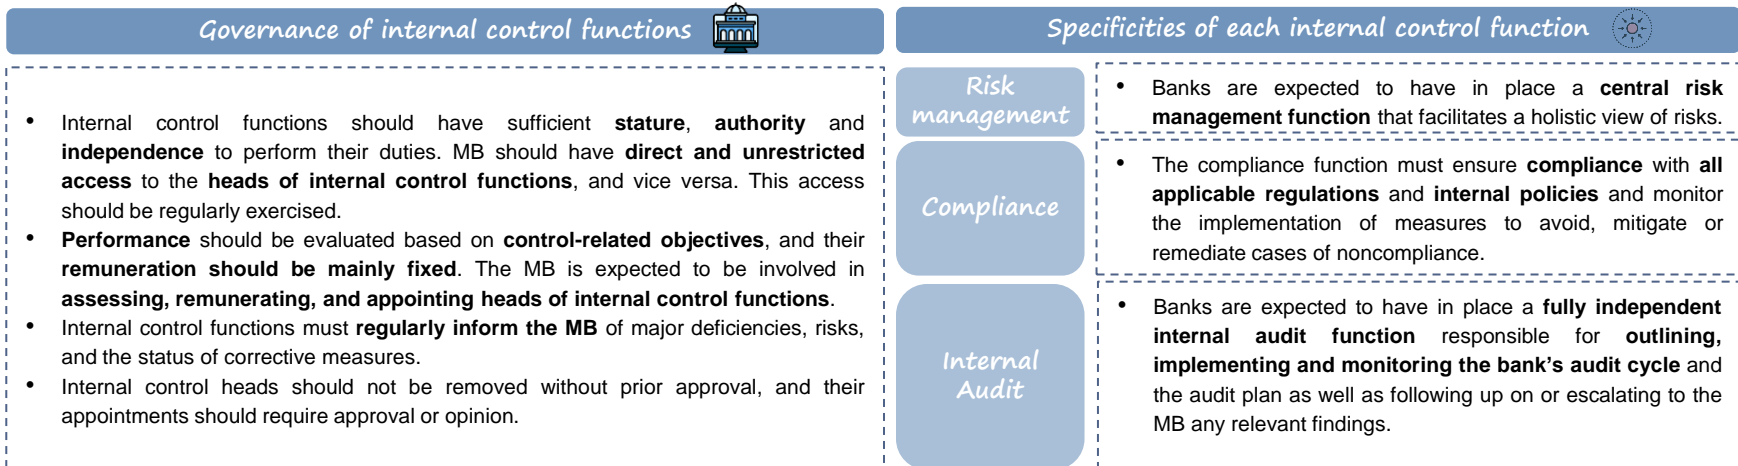 Governance of internal control functions
• Internal control functions should have sufficient stature, authority and
independence to perform their duties. MB should have direct and unrestricted
access to the heads of internal control functions, and vice versa. This access
should be regularly exercised.
• Performance should be evaluated based on control-related objectives, and their
remuneration should be mainly fixed. The MB is expected to be involved in
assessing, remunerating, and appointing heads of internal control functions.
• Internal control functions must regularly inform the MB of major deficiencies, risks,
and the status of corrective measures.
• Internal control heads should not be removed without prior approval, and their
appointments should require approval or opinion.
Specificities of each internal control function
Risk
management
• Banks are expected to have in place a central risk
management function that facilitates a holistic view of risks.
Compliance
• The compliance function must ensure compliance with all
applicable regulations and internal policies and monitor
the implementation of measures to avoid, mitigate or
remediate cases of noncompliance.
Internal
Audit
• Banks are expected to have in place a fully independent
internal audit function responsible for outlining,
implementing and monitoring the bank's audit cycle and
the audit plan as well as following up on or escalating to the
MB any relevant findings.